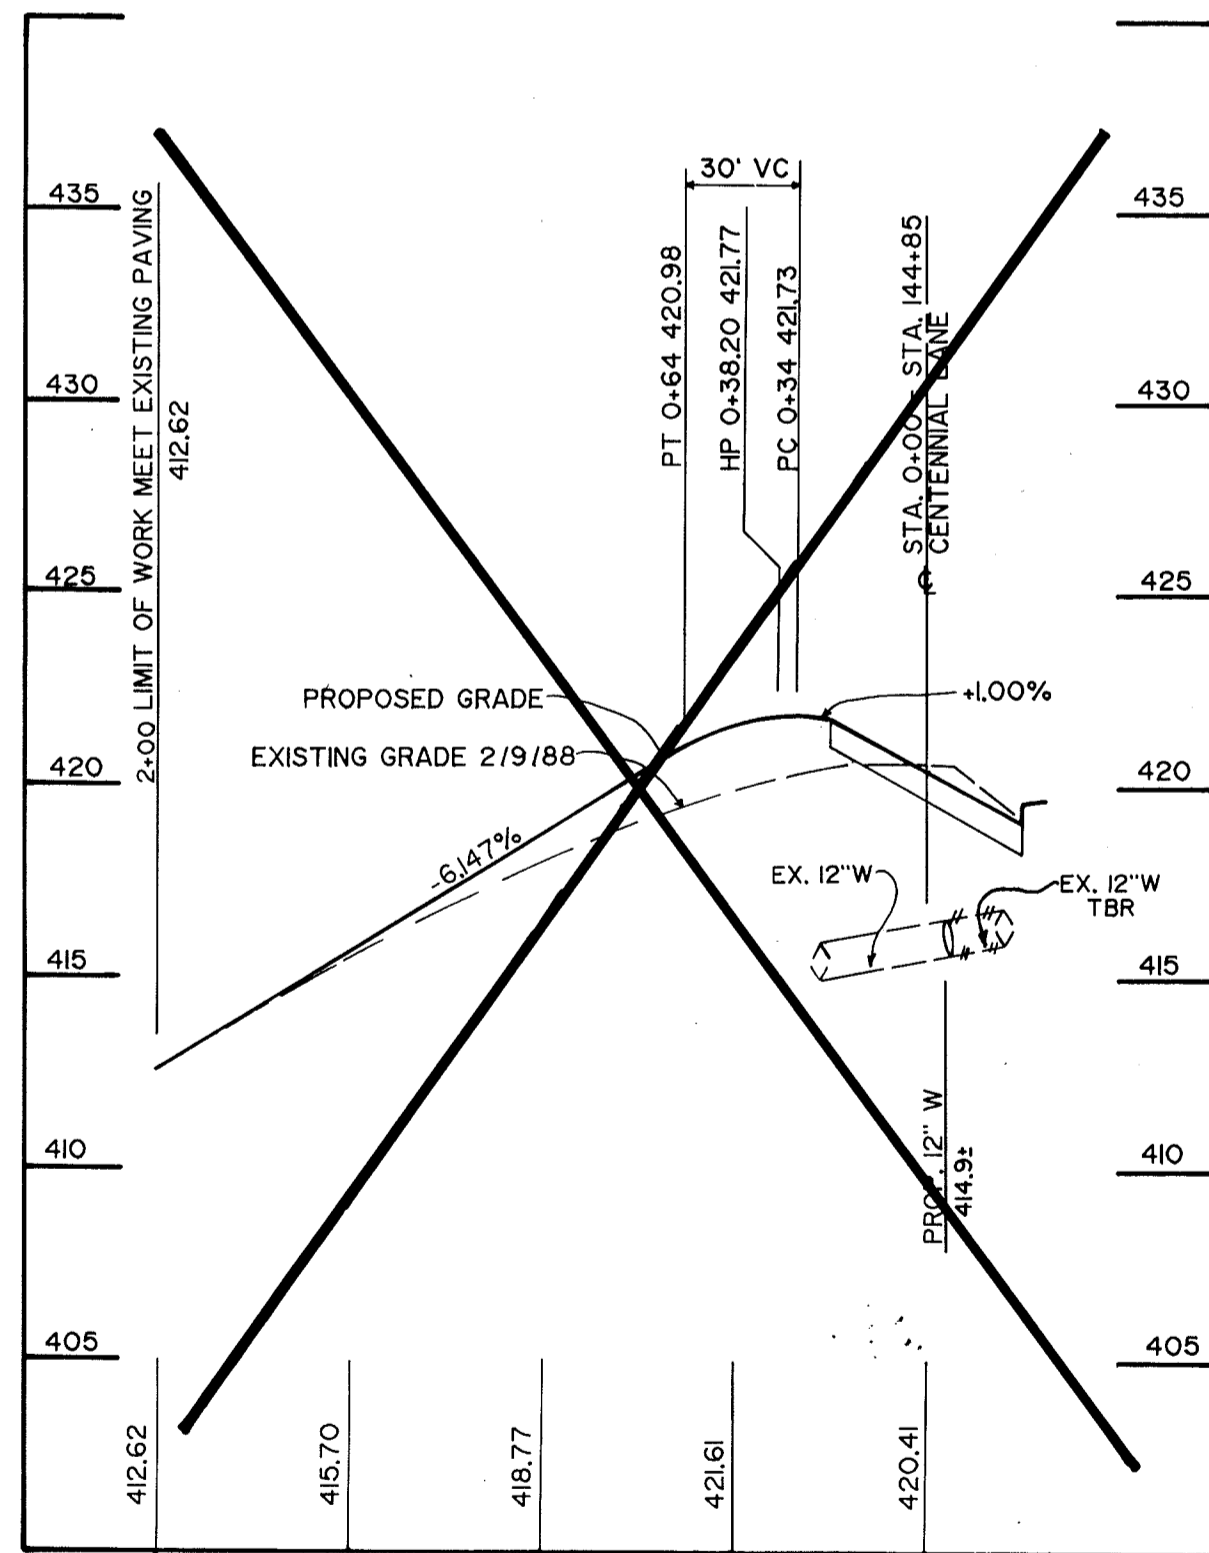 30' VC
435
435
2+00 LIMIT OF WORK MEET EXISTING PAVING
412.62
PT 0+64 420.98
HP 0+38.20 421.77
PC 0+34 421.73
STA. 0+00 - STA. 144+85
CENTENNIAL LANE
℄
430
430
425
425
PROPOSED GRADE
+1.00%
EXISTING GRADE 2/9/88
420
420
-6.147%
EX. 12"W
EX. 12"W
TBR
415
415
PROP. 12" W
414.9±
410
410
405
405
412.62
415.70
418.77
421.61
420.41